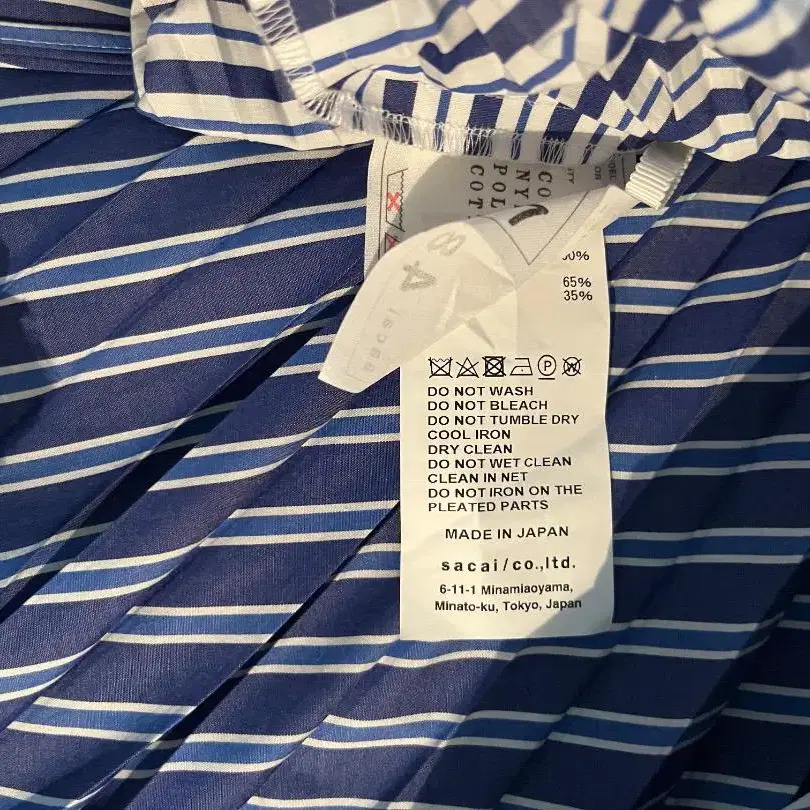 65%
35%
DO NOT WASH
DO NOT BLEACH
DO NOT TUMBLE DRY
COOL IRON
DRY CLEAN
DO NOT WET CLEAN
CLEAN IN NET
DO NOT IRON ON THE
PLEATED PARTS
MADE IN JAPAN
sacai/co.,ltd.
6-11-1 Minamiaoyama,
Minato-ku, Tokyo, Japan